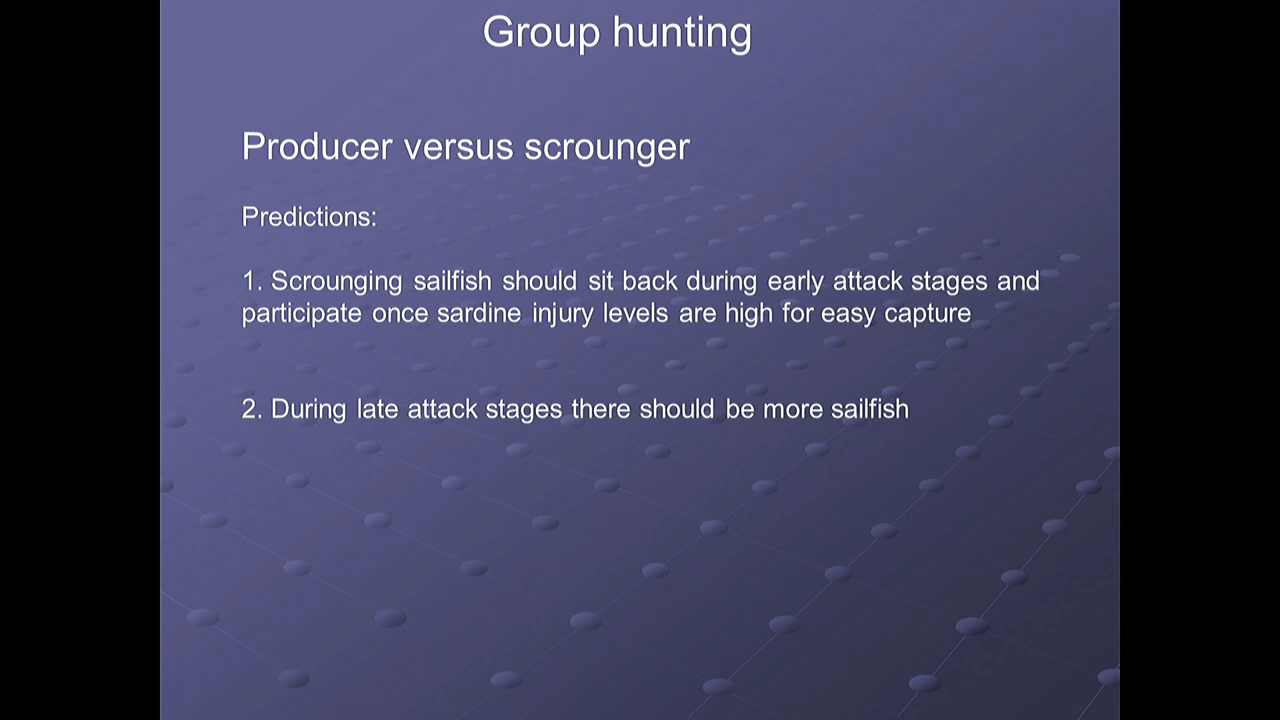 Group hunting
Producer versus scrounger
Predictions:
1. Scrounging sailfish should sit back during early attack stages and
participate once sardine injury levels are high for easy capture
2. During late attack stages there should be more sailfish